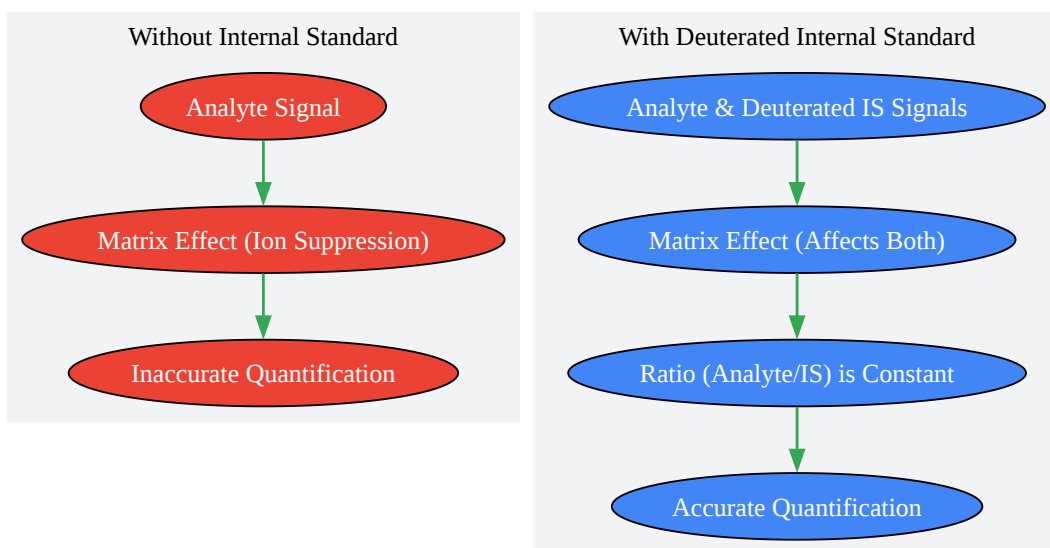 Without Internal Standard
Analyte Signal
Matrix Effect (Ion Suppression)
Inaccurate Quantification
With Deuterated Internal Standard
Analyte & Deuterated IS Signals
Matrix Effect (Affects Both)
Ratio (Analyte/IS) is Constant
Accurate Quantification